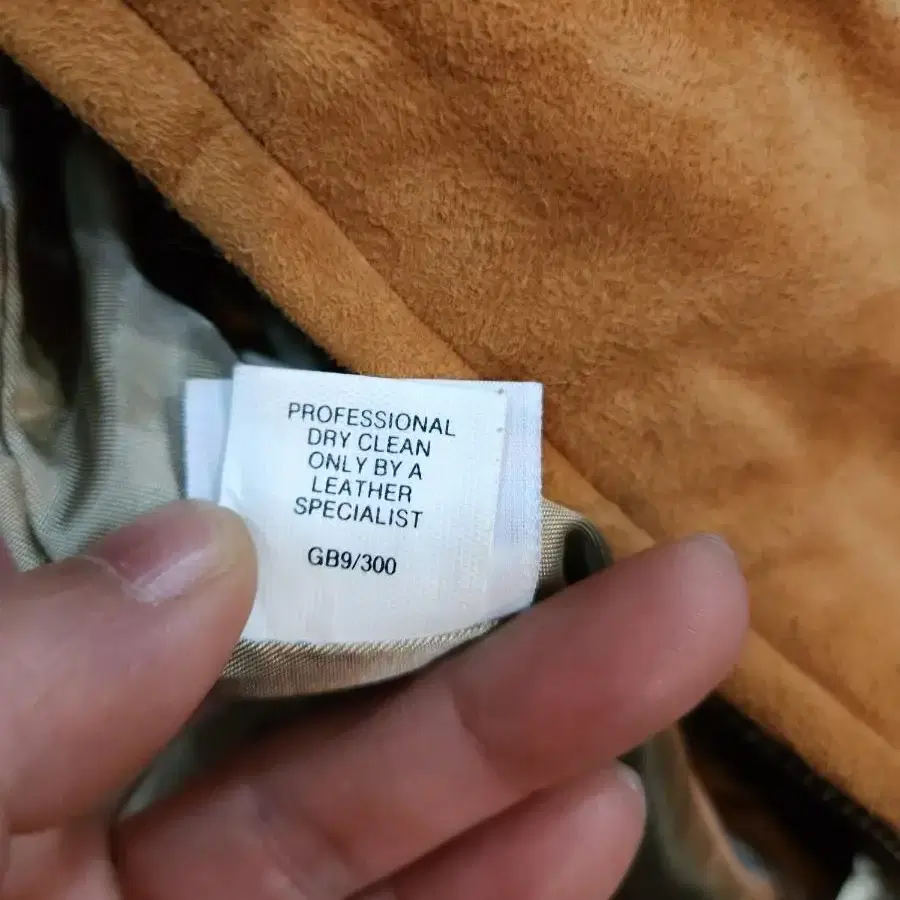 PROFESSIONAL
DRY CLEAN
ONLY BY A
LEATHER
SPECIALIST
GB9/300